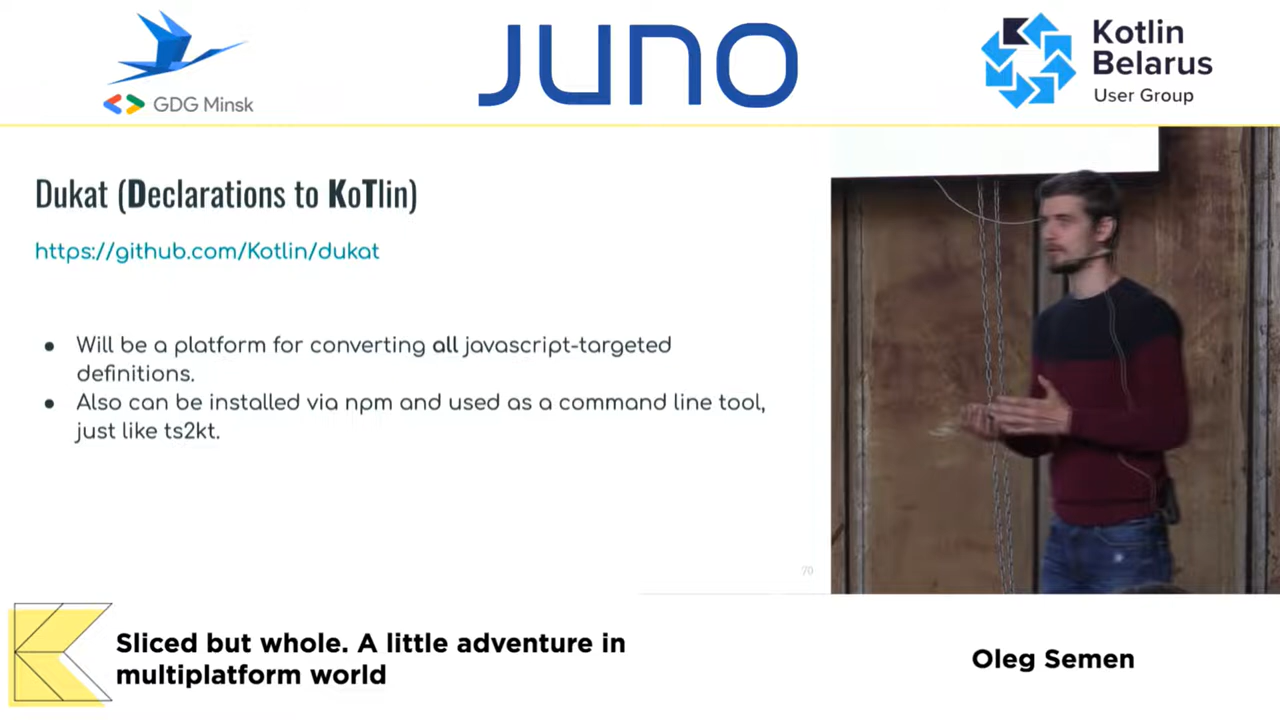 GDG Minsk
JUNO
Kotlin
Belarus
User Group
Dukat (Declarations to KoTlin)
https://github.com/Kotlin/dukat
● Will be a platform for converting all javascript-targeted
definitions.
● Also can be installed via npm and used as a command line tool,
just like ts2kt.
70
Sliced but whole. A little adventure in
multiplatform world
Oleg Semen